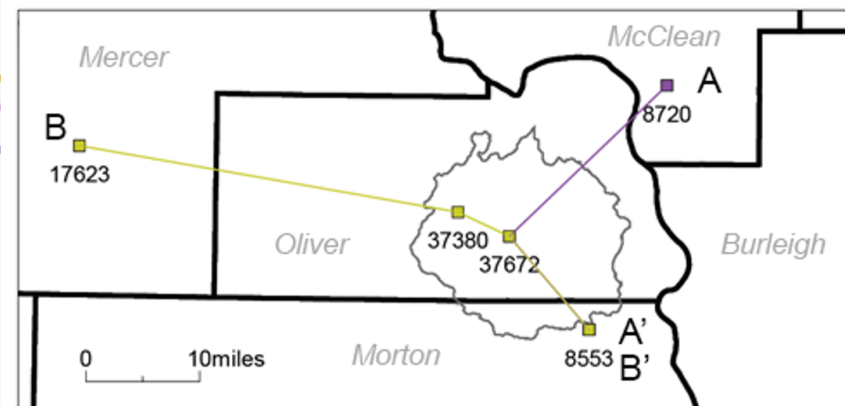 McClean
Mercer
A
8720
B
17623
37380
Oliver
37672
Burleigh
A’
8553
B’
0 10miles
Morton